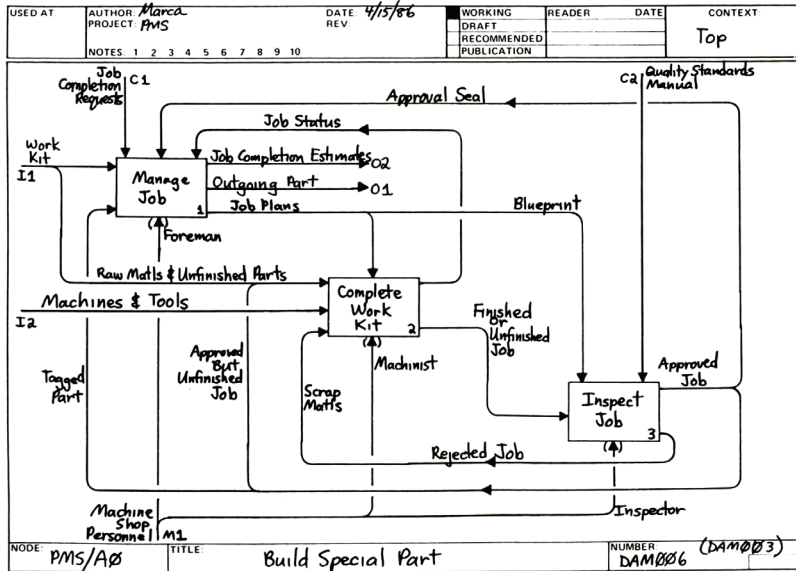 USED AT
AUTHOR: Marca
DATE: 4/15/86
WORKING
READER
DATE
CONTEXT:
PROJECT: PMS
REV:
DRAFT
RECOMMENDED
PUBLICATION
Top
NOTES: 1 2 3 4 5 6 7 8 9 10
Job
Completion
Requests
C1
C2
Quality Standards
Manual
Approval Seal
Job Status
Work
Kit
I1
Manage
Job
1
Job Completion Estimates
O2
Outgoing Part
O1
Job Plans
Blueprint
Foreman
Raw Matls & Unfinished Parts
Machines & Tools
I2
Complete
Work
Kit
2
Finished
Or
Unfinished
Job
Tagged
Part
Approved
But
Unfinished
Job
Machinist
Scrap
Matls
Approved
Job
Inspect
Job
3
Rejected Job
Machine
Shop
Personnel
M1
Inspector
NODE:
PMS/AØ
TITLE:
Build Special Part
NUMBER:
(DAMØØ3)
DAMØØ6